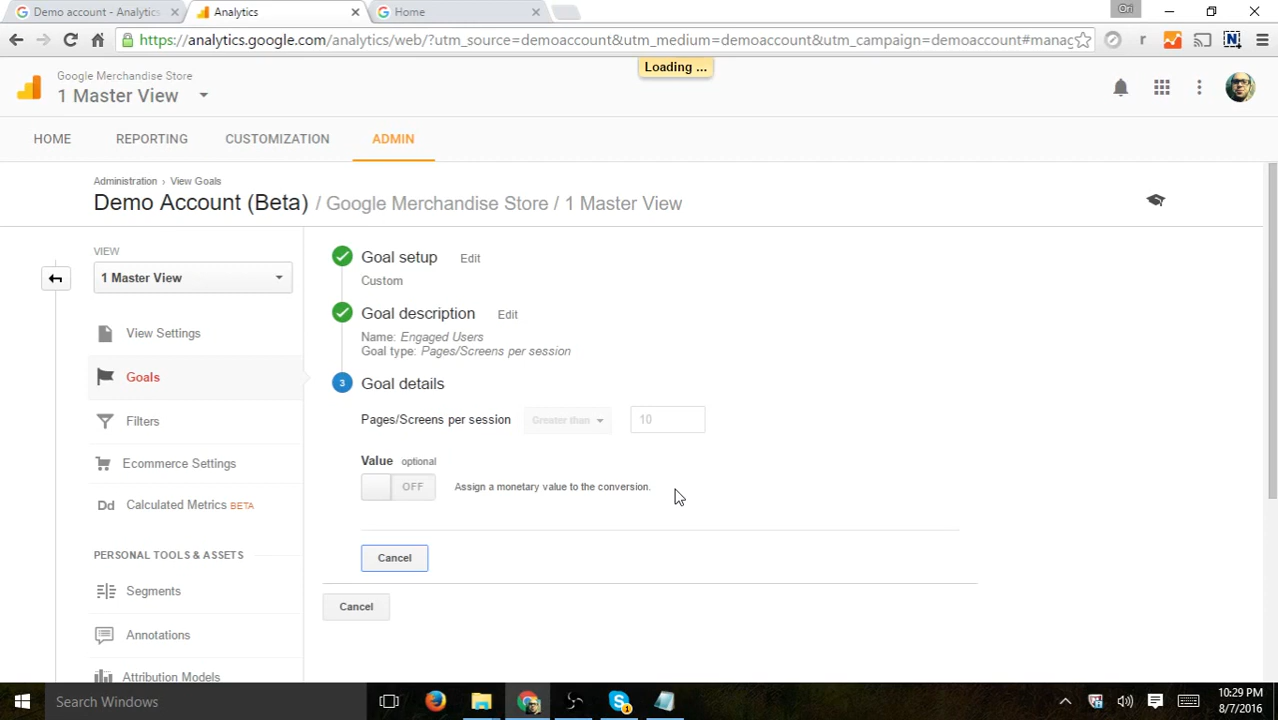 Demo account - Analytics
Analytics
Home
Ori
https://analytics.google.com/analytics/web/?utm_source=demoaccount&utm_medium=demoaccount&utm_campaign=demoaccount#manag
r
N
Loading ...
Google Merchandise Store
1 Master View
HOME
REPORTING
CUSTOMIZATION
ADMIN
Administration › View Goals
Demo Account (Beta) / Google Merchandise Store / 1 Master View
VIEW
1 Master View
View Settings
Goals
Filters
Ecommerce Settings
Dd Calculated Metrics BETA
PERSONAL TOOLS & ASSETS
Segments
Annotations
Attribution Models
Goal setup Edit
Custom
Goal description Edit
Name: Engaged Users
Goal type: Pages/Screens per session
3 Goal details
Pages/Screens per session Greater than 10
Value optional
OFF Assign a monetary value to the conversion.
Cancel
Cancel
Search Windows
10:29 PM
8/7/2016